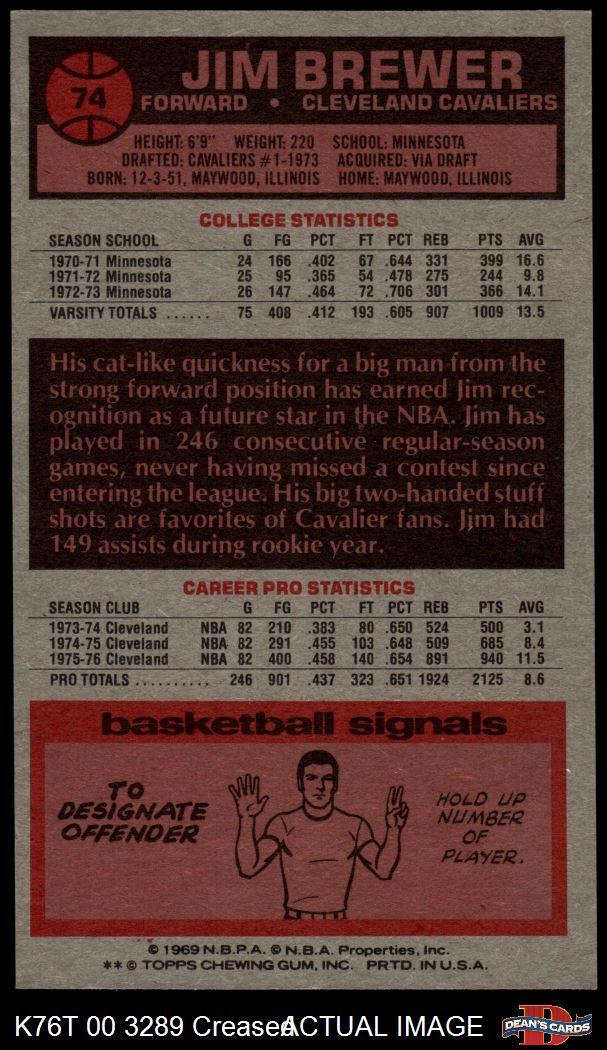 74
JIM BREWER
FORWARD • CLEVELAND CAVALIERS
HEIGHT: 6'9" WEIGHT: 220 SCHOOL: MINNESOTA
DRAFTED: CAVALIERS #1-1973 ACQUIRED: VIA DRAFT
BORN: 12-3-51, MAYWOOD, ILLINOIS HOME: MAYWOOD, ILLINOIS
COLLEGE STATISTICS
SEASON SCHOOL G FG PCT FT PCT REB PTS AVG
1970-71 Minnesota 24 166 .402 67 .644 331 399 16.6
1971-72 Minnesota 25 95 .365 54 .478 275 244 9.8
1972-73 Minnesota 26 147 .464 72 .706 301 366 14.1
VARSITY TOTALS ...... 75 408 .412 193 .605 907 1009 13.5
His cat-like quickness for a big man from the
strong forward position has earned Jim rec-
ognition as a future star in the NBA. Jim has
played in 246 consecutive regular-season
games, never having missed a contest since
entering the league. His big two-handed stuff
shots are favorites of Cavalier fans. Jim had
149 assists during rookie year.
CAREER PRO STATISTICS
SEASON CLUB G FG PCT FT PCT REB PTS AVG
1973-74 Cleveland NBA 82 210 .383 80 .650 524 500 3.1
1974-75 Cleveland NBA 82 291 .455 103 .648 509 685 8.4
1975-76 Cleveland NBA 82 400 .458 140 .654 891 940 11.5
PRO TOTALS .......... 246 901 .437 323 .651 1924 2125 8.6
basketball signals
TO
DESIGNATE
OFFENDER
HOLD UP
NUMBER
OF
PLAYER.
© 1969 N.B.P.A. © N.B.A. Properties, Inc.
** © TOPPS CHEWING GUM, INC. PRTD. IN U.S.A.
K76T 00 3289 Creased ACTUAL IMAGE
DEAN'S CARDS